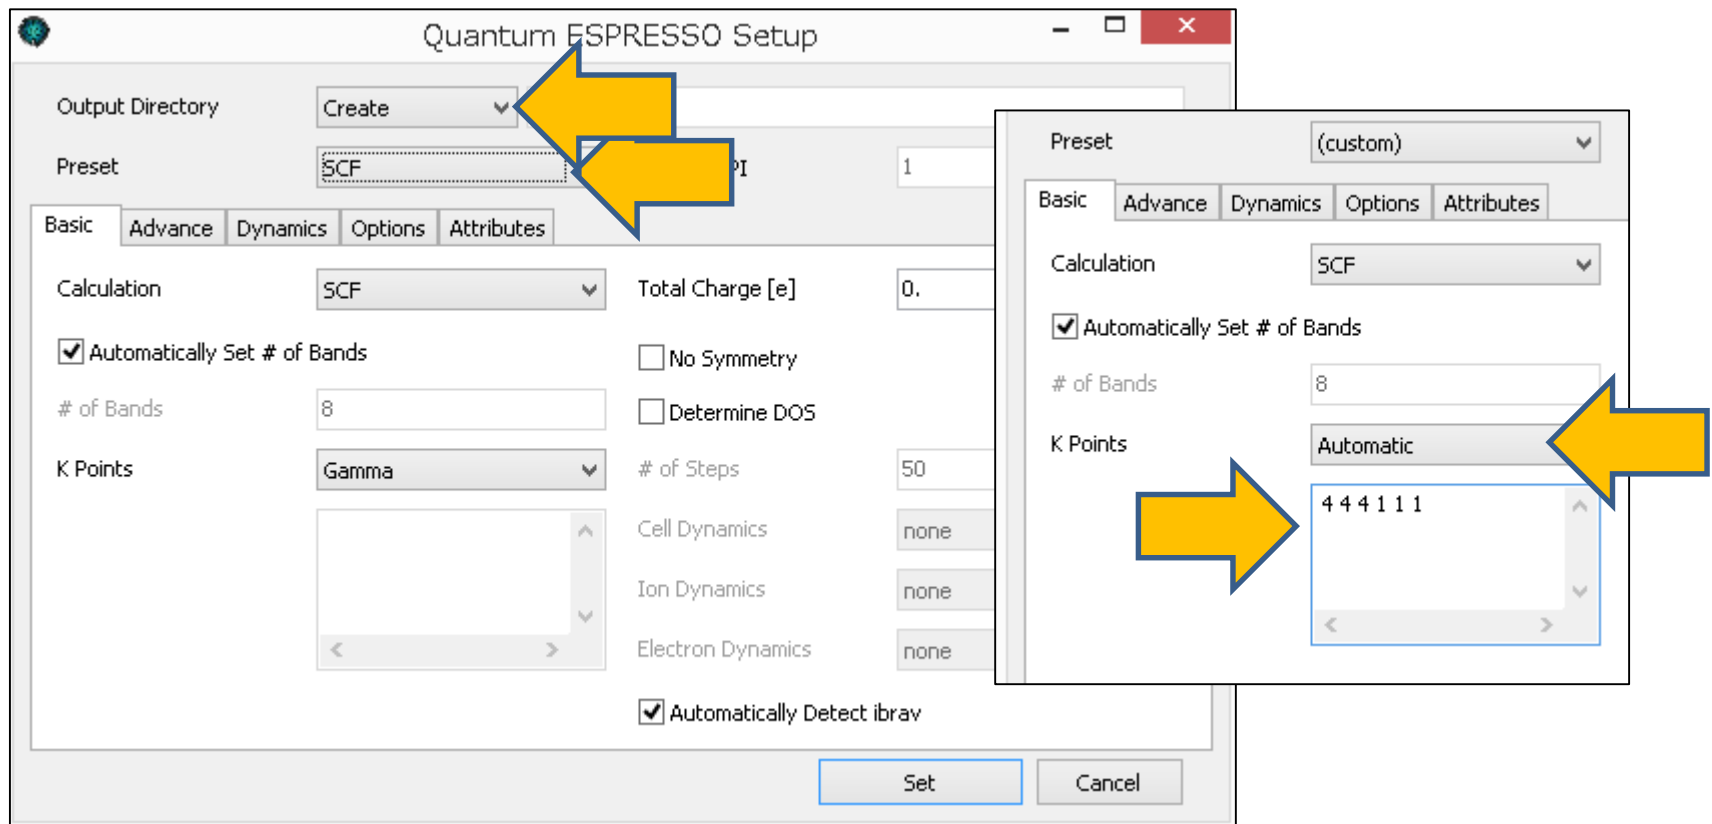 Quantum ESPRESSO Setup
Output Directory Create
Preset SCF PI 1
Basic Advance Dynamics Options Attributes
Calculation SCF Total Charge [e] 0.
Automatically Set # of Bands No Symmetry
# of Bands 8 Determine DOS
K Points Gamma # of Steps 50
Cell Dynamics none
Ion Dynamics none
Electron Dynamics none
Automatically Detect ibrav
Set Cancel
Preset (custom)
Basic Advance Dynamics Options Attributes
Calculation SCF
Automatically Set # of Bands
# of Bands 8
K Points Automatic
4 4 4 1 1 1